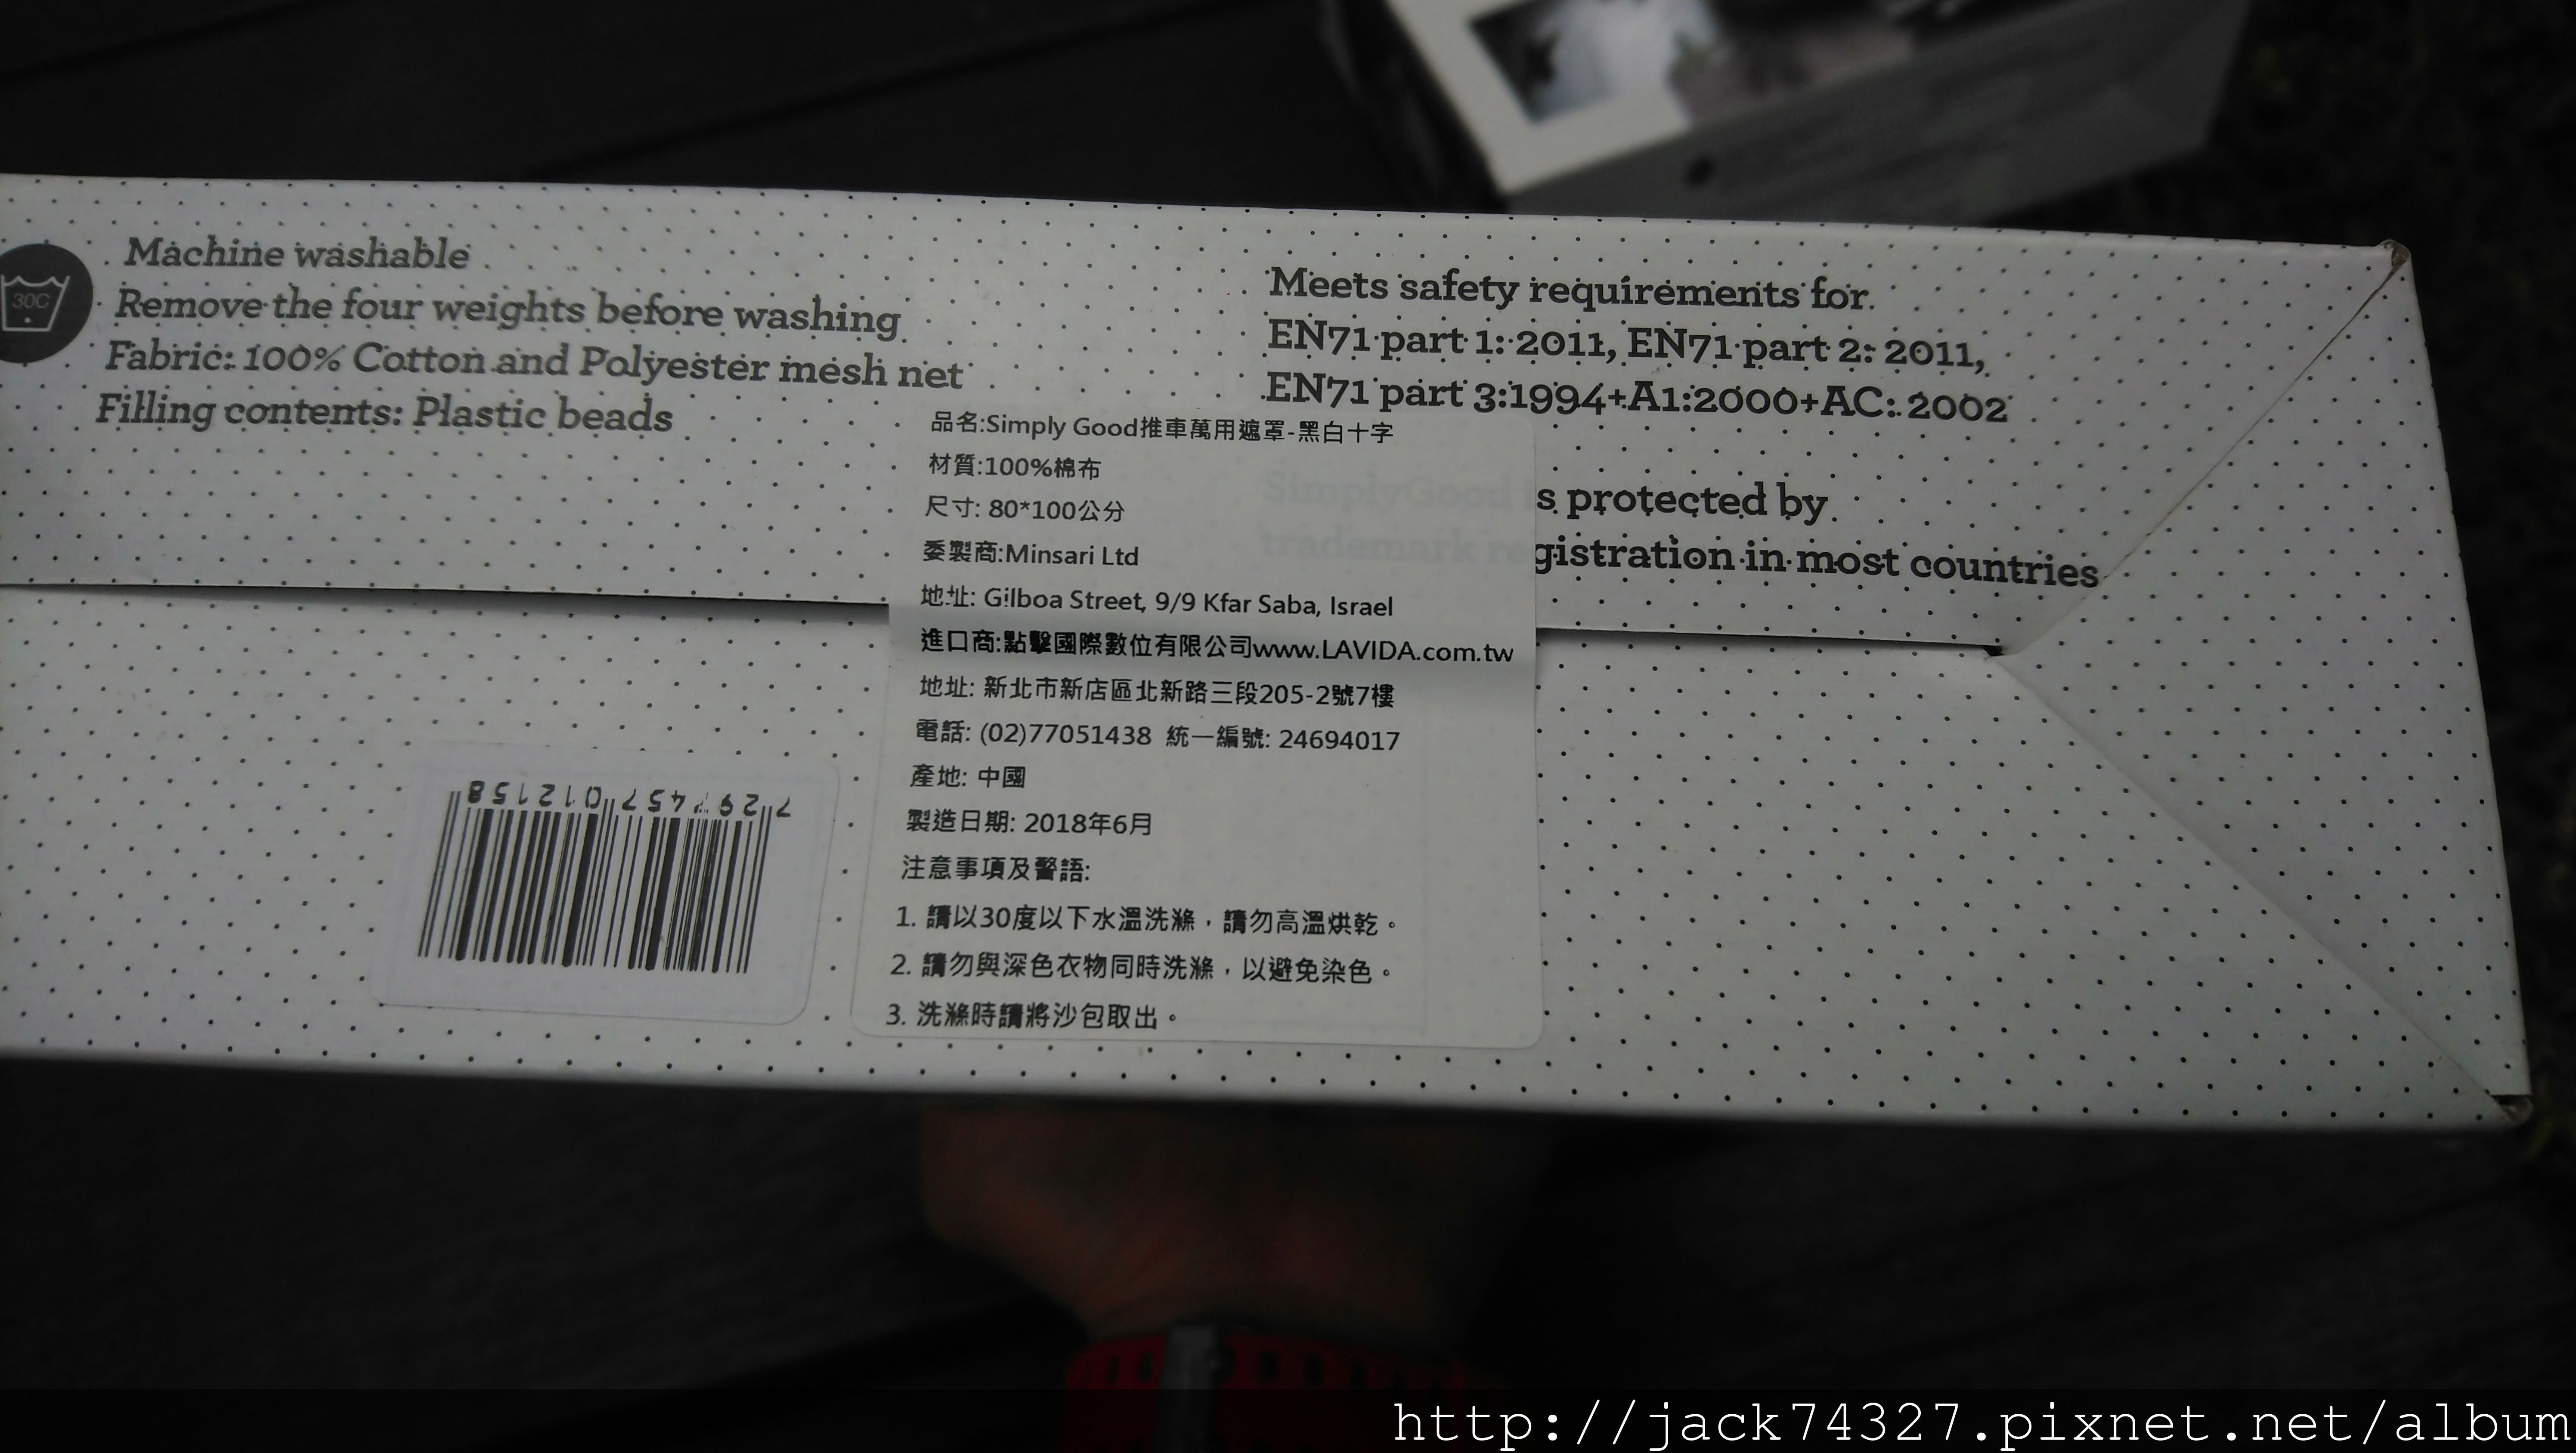 30C
Machine washable
Remove the four weights before washing
Fabric: 100% Cotton and Polyester mesh net
Filling contents: Plastic beads
Meets safety requirements for
EN71 part 1: 2011, EN71 part 2: 2011,
EN71 part 3:1994+A1:2000+AC: 2002
SimplyGood is protected by
trademark registration in most countries
品名:Simply Good推車萬用遮罩-黑白十字
材質:100%棉布
尺寸: 80*100公分
委製商:Minsari Ltd
地址: Gilboa Street, 9/9 Kfar Saba, Israel
進口商:點擊國際數位有限公司www.LAVIDA.com.tw
地址: 新北市新店區北新路三段205-2號7樓
電話: (02)77051438 統一編號: 24694017
產地: 中國
製造日期: 2018年6月
注意事項及警語:
1. 請以30度以下水溫洗滌，請勿高溫烘乾。
2. 請勿與深色衣物同時洗滌，以避免染色。
3. 洗滌時請將沙包取出。
http://jack74327.pixnet.net/album